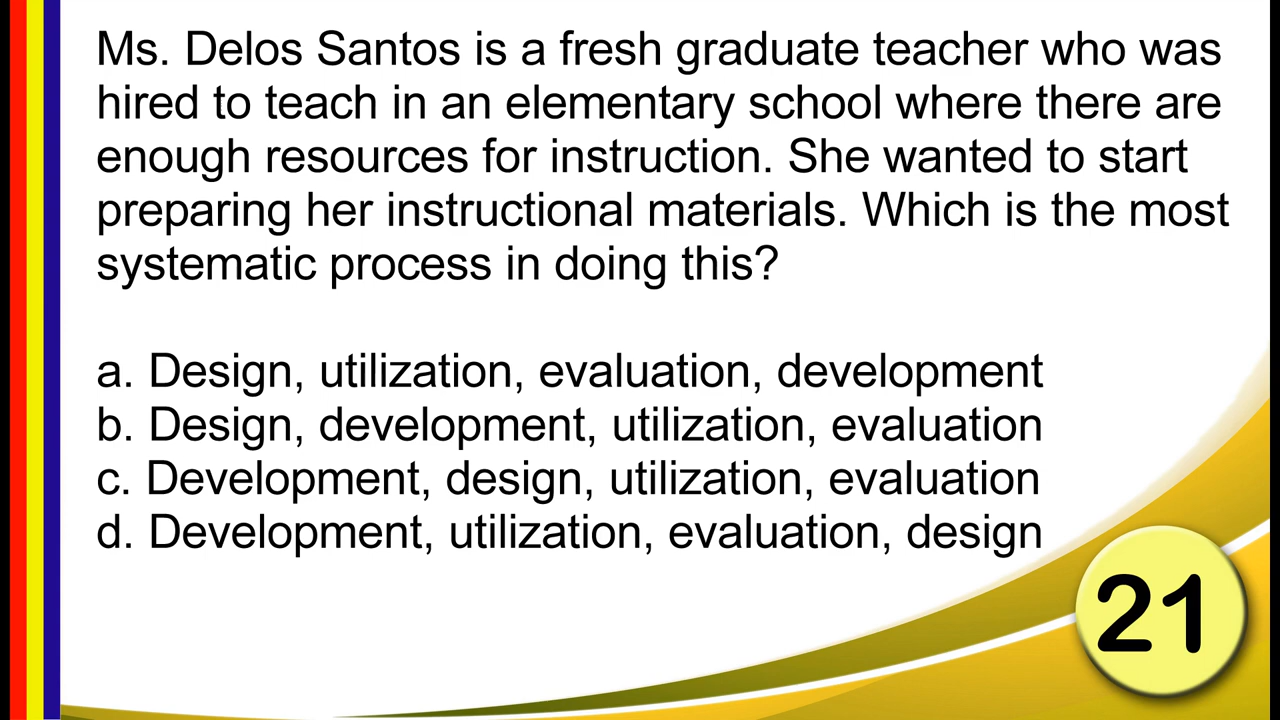 Ms. Delos Santos is a fresh graduate teacher who was
hired to teach in an elementary school where there are
enough resources for instruction. She wanted to start
preparing her instructional materials. Which is the most
systematic process in doing this?
a. Design, utilization, evaluation, development
b. Design, development, utilization, evaluation
c. Development, design, utilization, evaluation
d. Development, utilization, evaluation, design
21